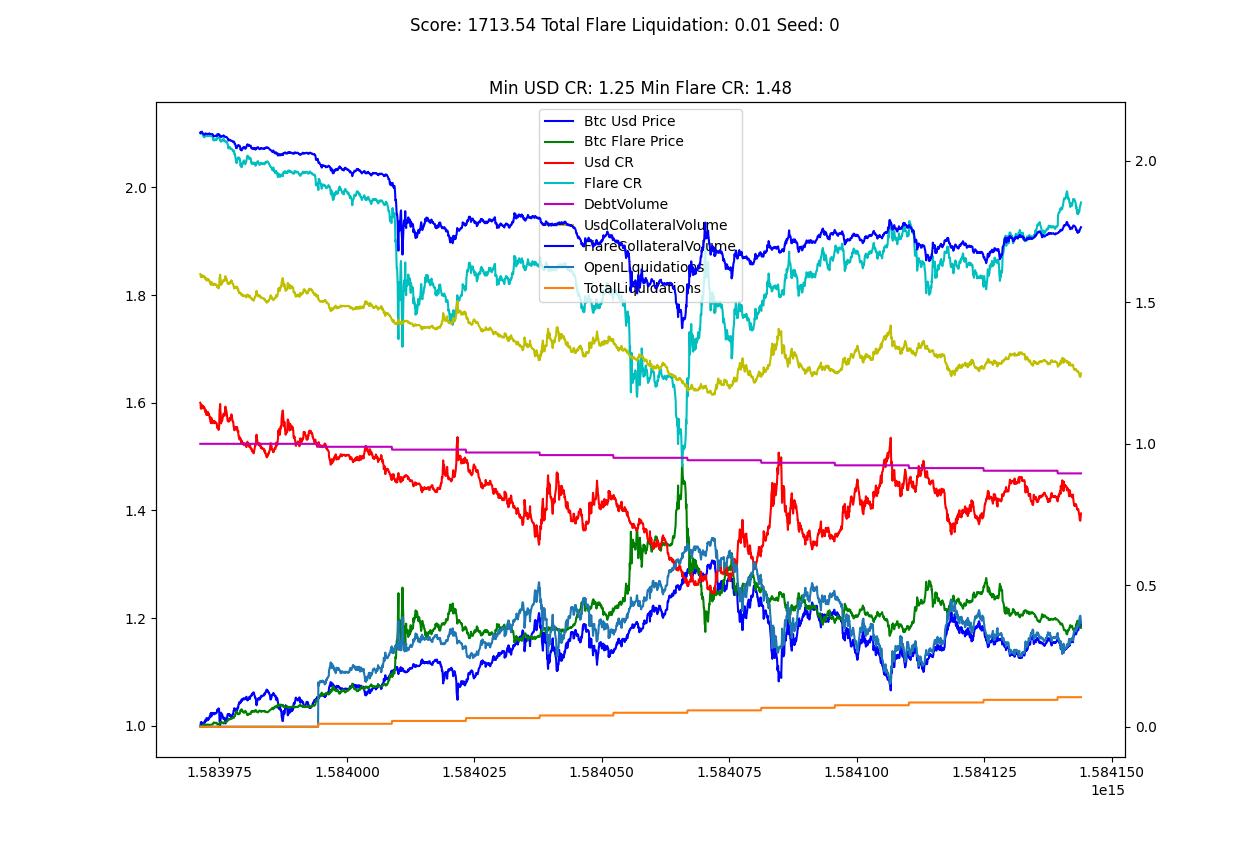 Score: 1713.54 Total Flare Liquidation: 0.01 Seed: 0
Min USD CR: 1.25 Min Flare CR: 1.48
Btc Usd Price
Btc Flare Price
Usd CR
Flare CR
DebtVolume
UsdCollateralVolume
FlareCollateralVolume
OpenLiquidations
TotalLiquidations
2.0
1.8
1.6
1.4
1.2
1.0
2.0
1.5
1.0
0.5
0.0
1.583975 1.584000 1.584025 1.584050 1.584075 1.584100 1.584125 1.584150
1e15